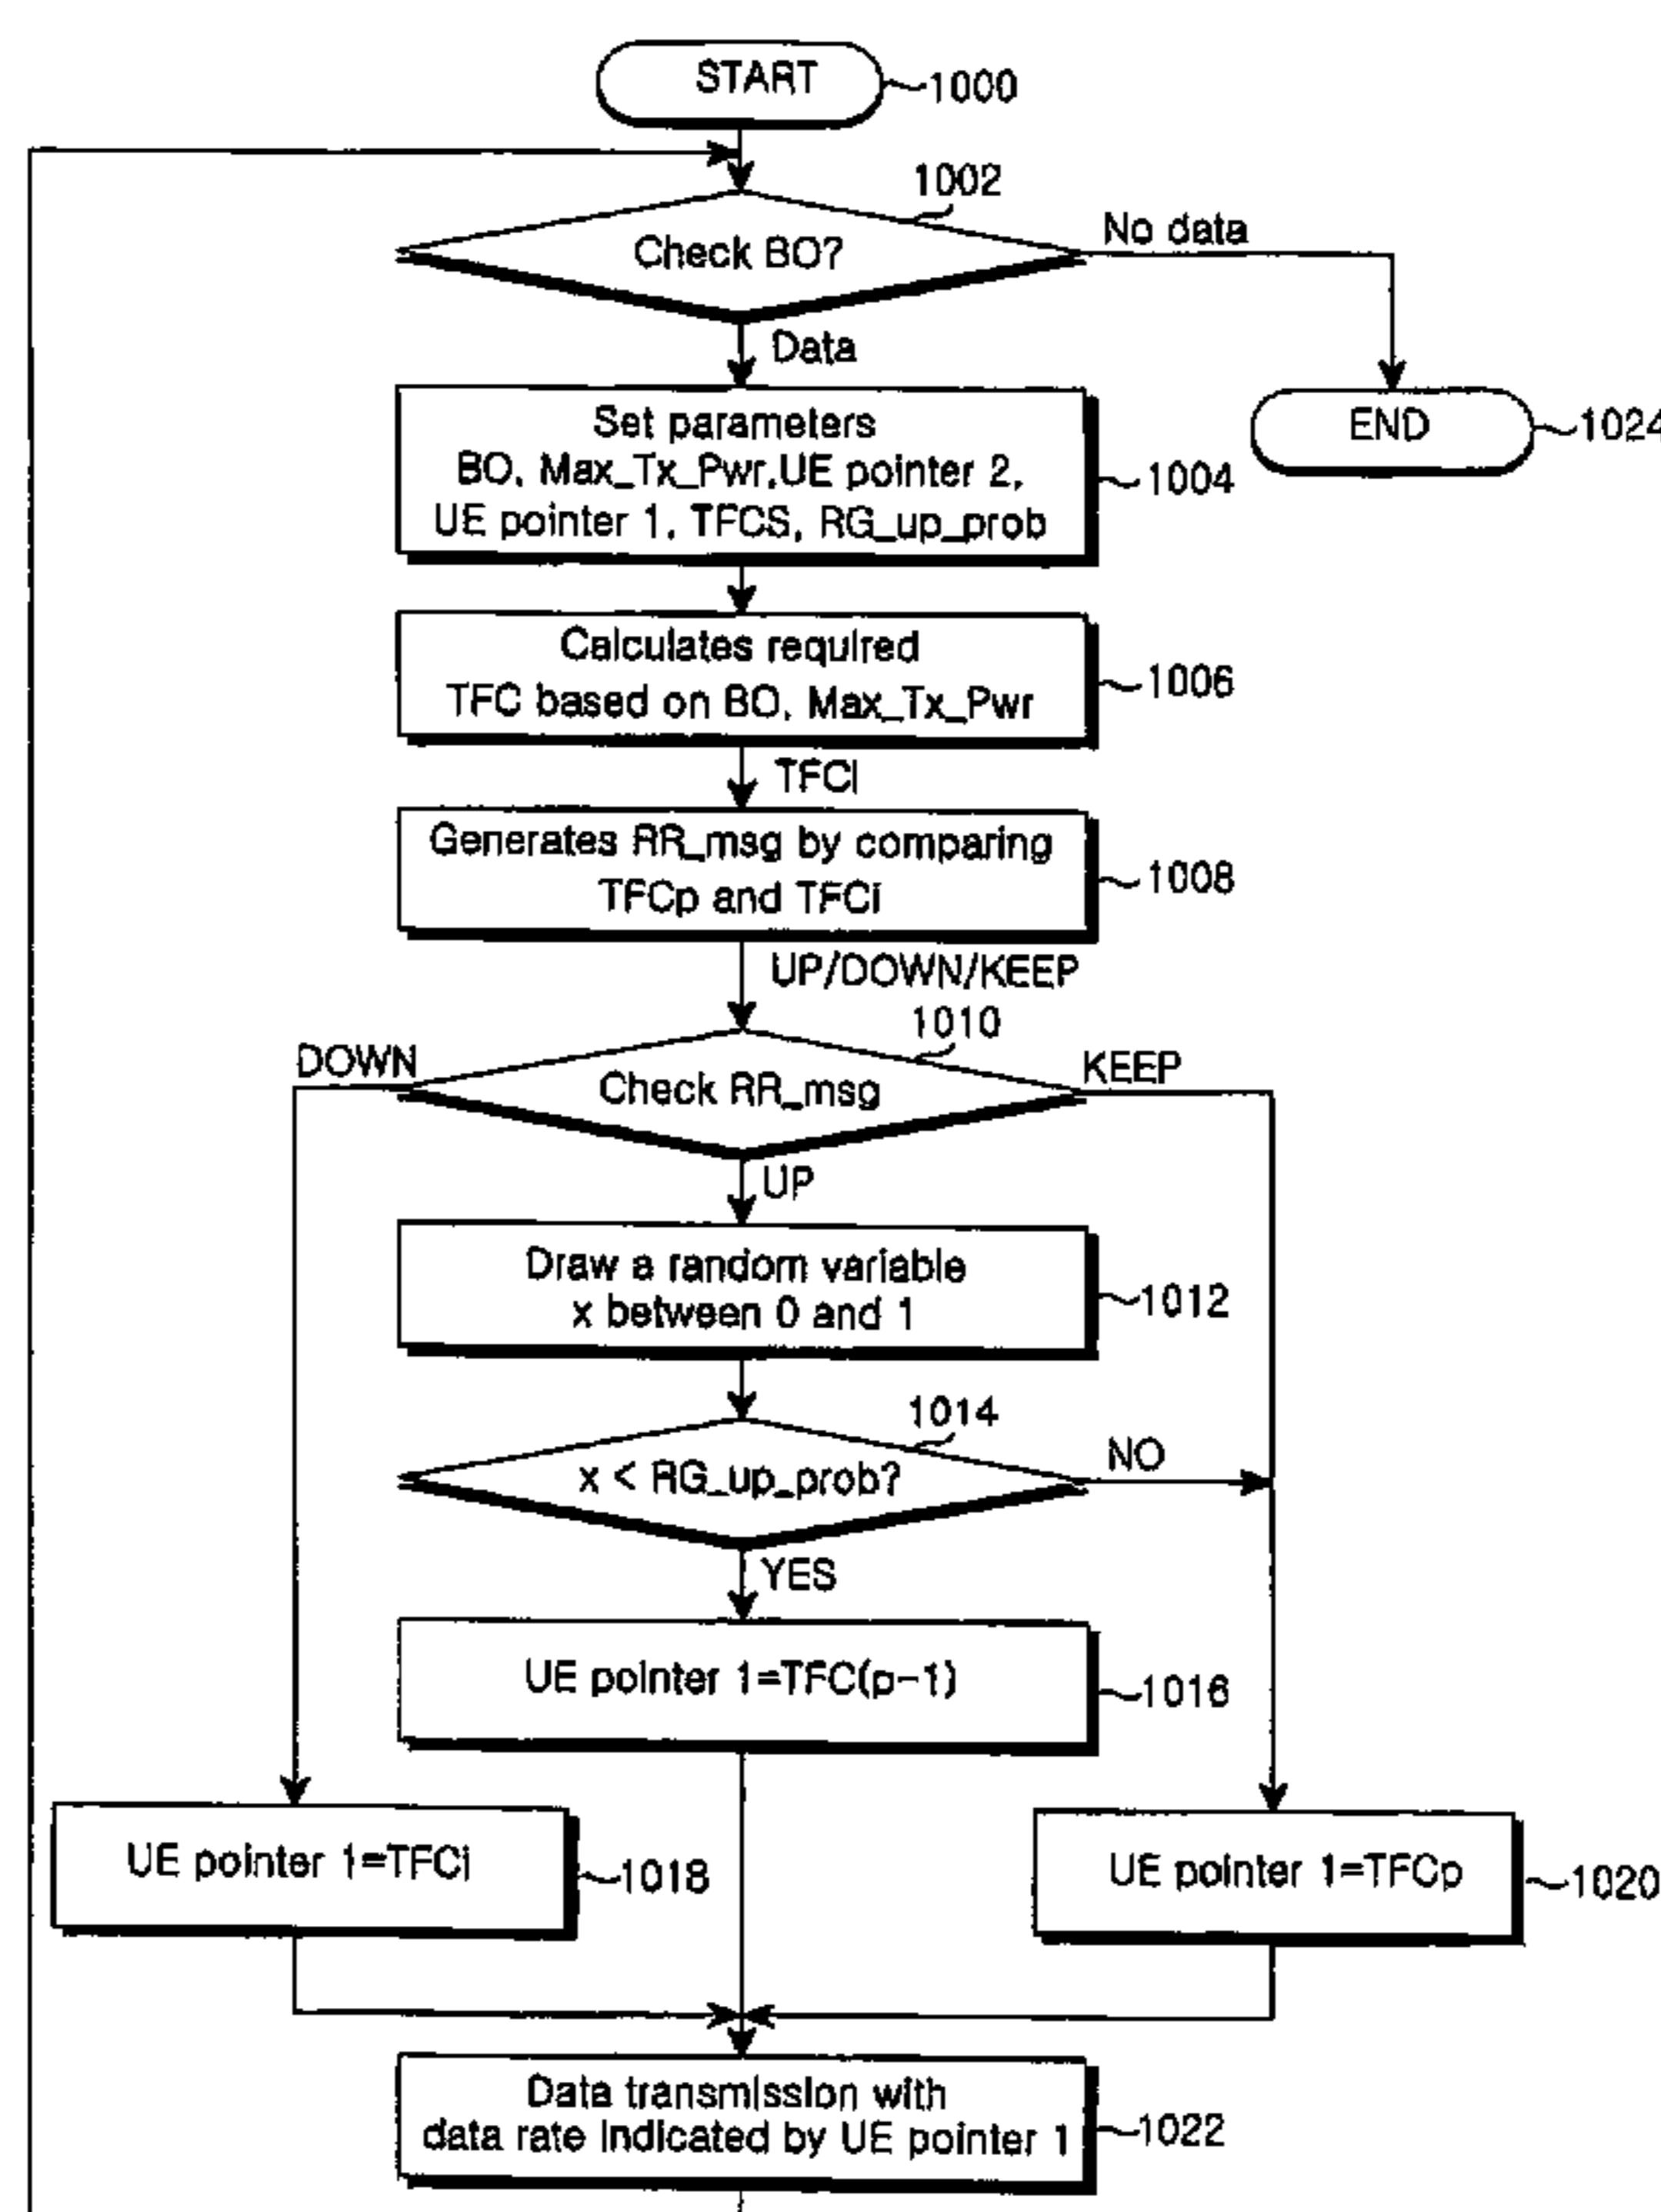 START
1000
1002
Check BO?
No data
Data
END
1024
Set parameters
BO, Max_Tx_Pwr,UE pointer 2,
UE pointer 1, TFCS, RG_up_prob
1004
Calculates required
TFC based on BO, Max_Tx_Pwr
1006
TFCi
Generates RR_msg by comparing
TFCp and TFCi
1008
UP/DOWN/KEEP
1010
DOWN
Check RR_msg
KEEP
UP
Draw a random variable
x between 0 and 1
1012
1014
x < RG_up_prob?
NO
YES
UE pointer 1=TFC(p-1)
1016
UE pointer 1=TFCi
1018
UE pointer 1=TFCp
1020
Data transmission with
data rate indicated by UE pointer 1
1022